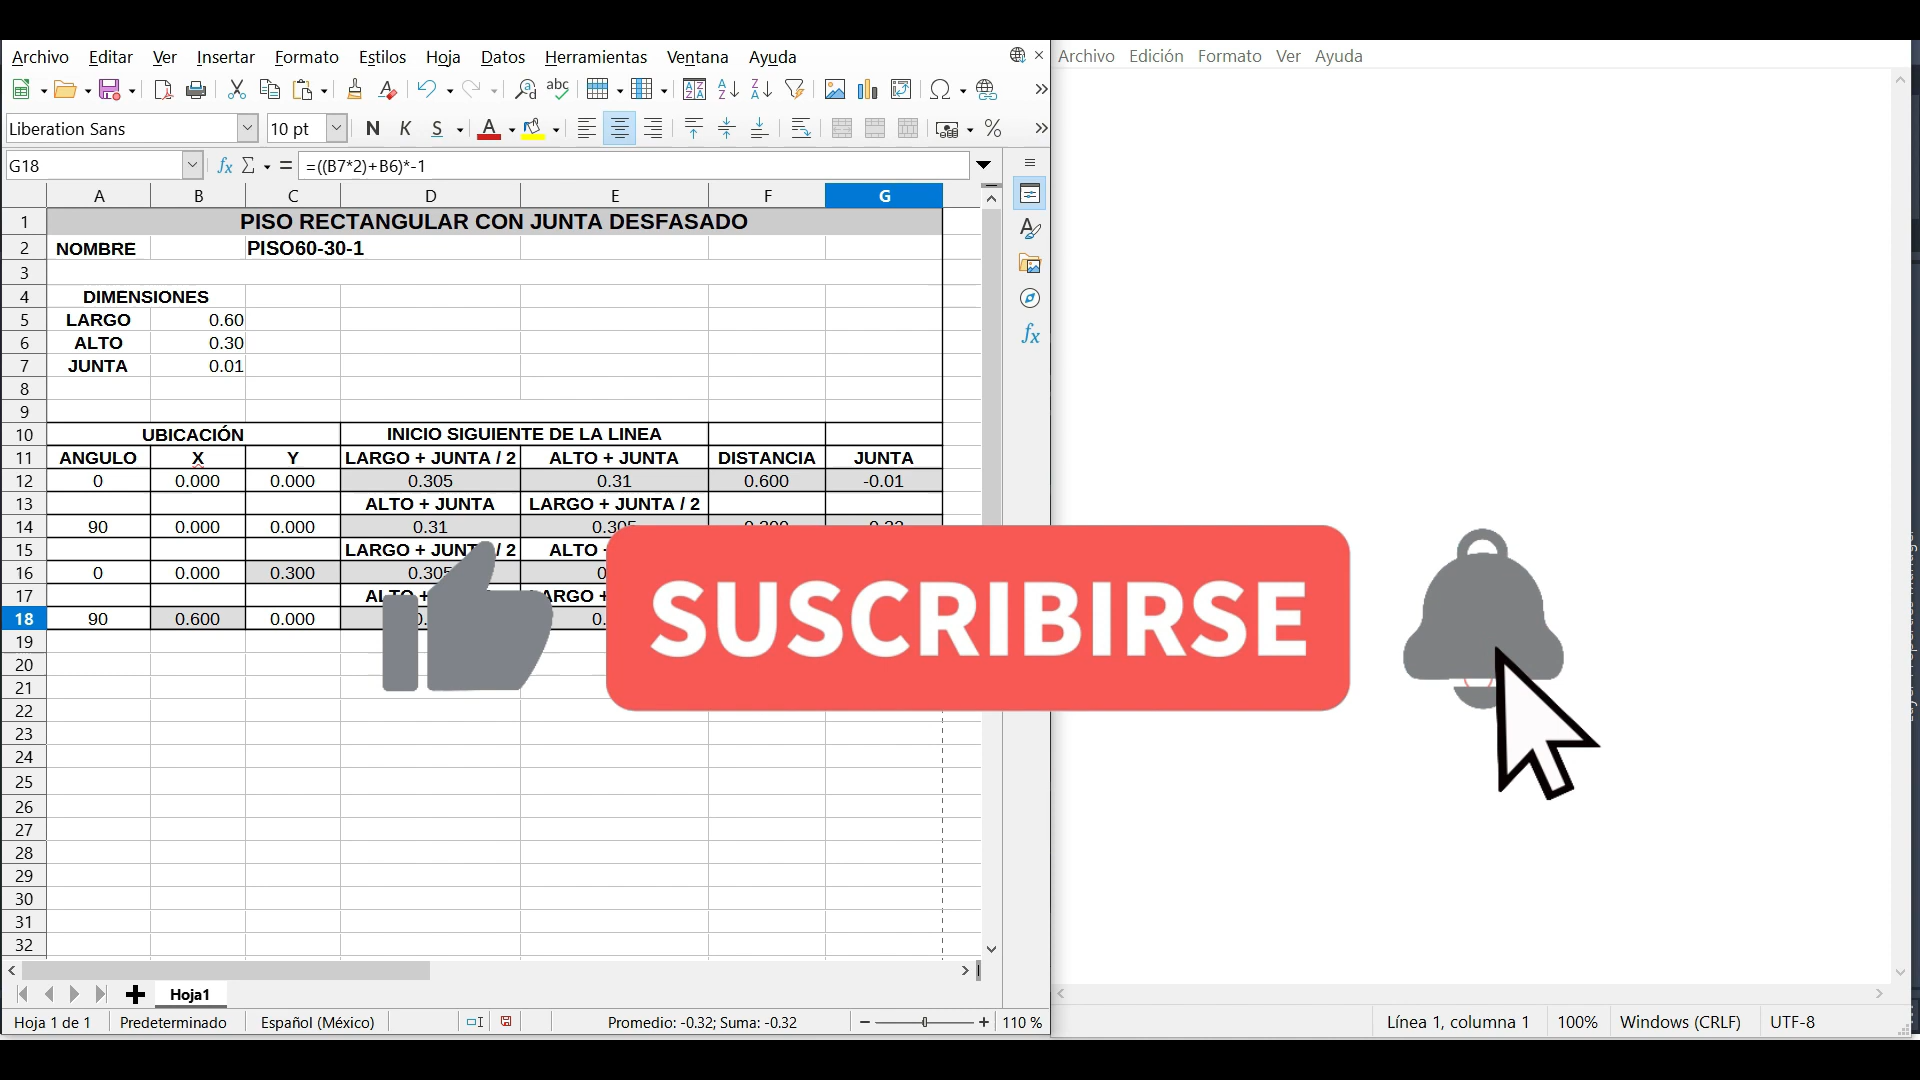 Archivo Editar Ver Insertar Formato Estilos Hoja Datos Herramientas Ventana Ayuda
Archivo Edición Formato Ver Ayuda
Liberation Sans 10 pt N K S A %
G18 fx Σ = =((B7*2)+B6)*-1
A B C D E F G
1 PISO RECTANGULAR CON JUNTA DESFASADO
2 NOMBRE PISO60-30-1
3
4 DIMENSIONES
5 LARGO 0.60
6 ALTO 0.30
7 JUNTA 0.01
8
9
10 UBICACIÓN INICIO SIGUIENTE DE LA LINEA
11 ANGULO X Y LARGO + JUNTA / 2 ALTO + JUNTA DISTANCIA JUNTA
12 0 0.000 0.000 0.305 0.31 0.600 -0.01
13 ALTO + JUNTA LARGO + JUNTA / 2
14 90 0.000 0.000 0.31
15 LARGO + / 2 ALTO
16 0 0.000 0.300
17
18 90 0.600 0.000
SUSCRIBIRSE
19
20
21
22
23
24
25
26
27
28
29
30
31
32
Hoja1
Hoja 1 de 1 Predeterminado Español (México) Promedio: -0.32; Suma: -0.32 110 %
Línea 1, columna 1 100% Windows (CRLF) UTF-8